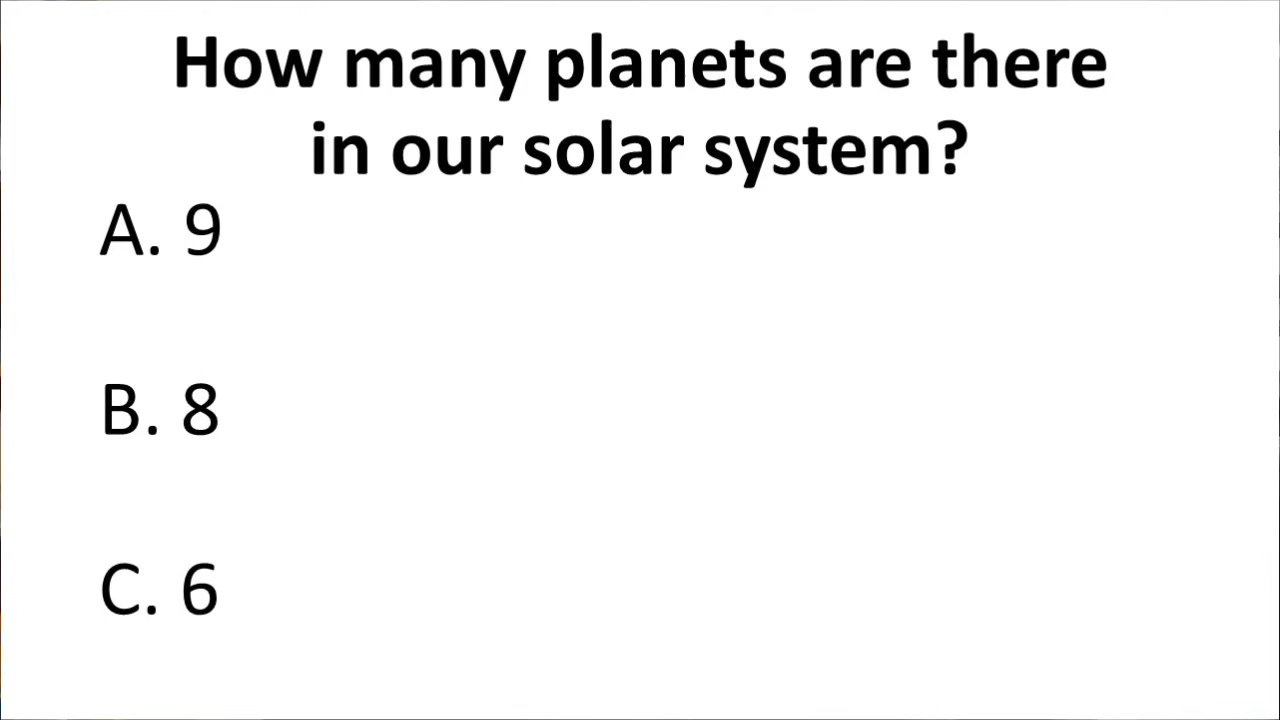 How many planets are there
in our solar system?
A. 9
B. 8
C. 6